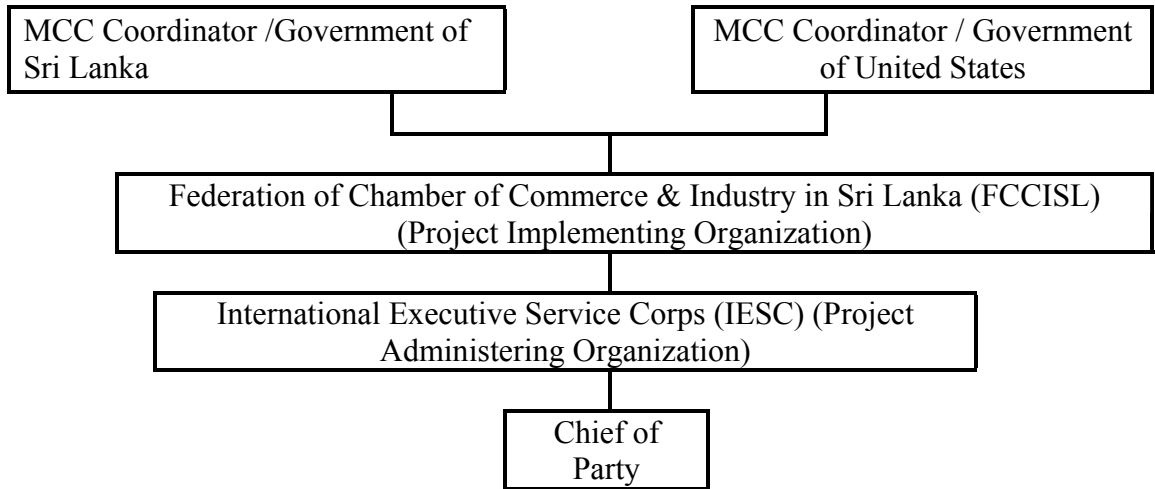 MCC Coordinator /Government of
Sri Lanka
MCC Coordinator / Government
of United States
Federation of Chamber of Commerce & Industry in Sri Lanka (FCCISL)
(Project Implementing Organization)
International Executive Service Corps (IESC) (Project
Administering Organization)
Chief of
Party